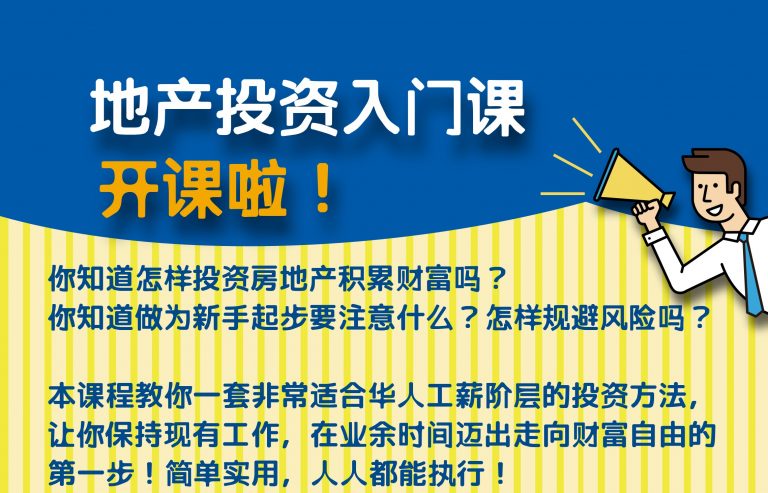 地产投资入门课
开课啦！
你知道怎样投资房地产积累财富吗？
你知道做为新手起步要注意什么？怎样规避风险吗？
本课程教你一套非常适合华人工薪阶层的投资方法，
让你保持现有工作，在业余时间迈出走向财富自由的
第一步！简单实用，人人都能执行！